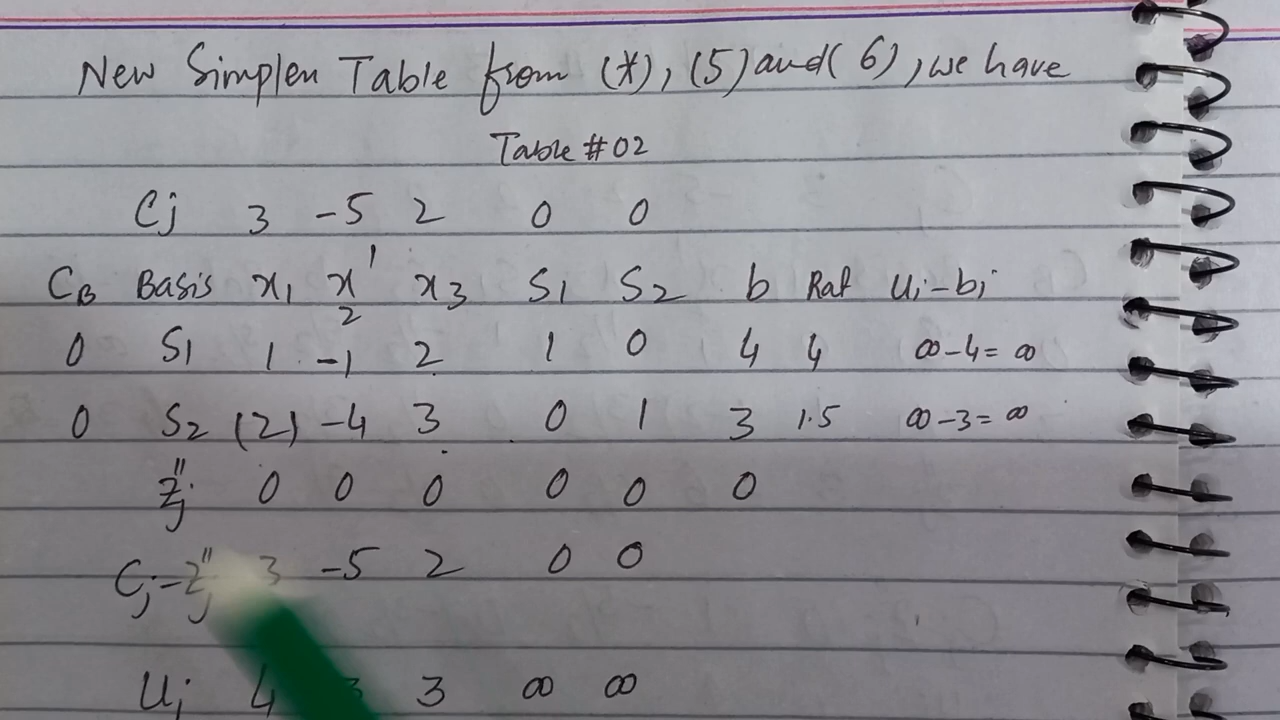 New Simplen Table from (*), (5) and (6), we have
Table # 02
Cj 3 -5 2 0 0
CB Basis x1 x2' x3 S1 S2 b Rat Ui-bi
0 S1 1 -1 2 1 0 4 4 ∞-4=∞
0 S2 (2) -4 3 0 1 3 1.5 ∞-3=∞
Zj'' 0 0 0 0 0 0
Cj-Zj'' 3 -5 2 0 0
Uj 4 3 3 ∞ ∞